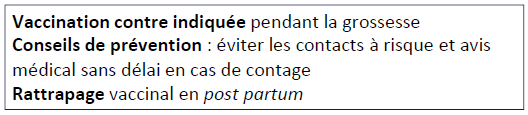 Vaccination contre indiquée pendant la grossesse
Conseils de prévention : éviter les contacts à risque et avis
médical sans délai en cas de contage
Rattrapage vaccinal en post partum